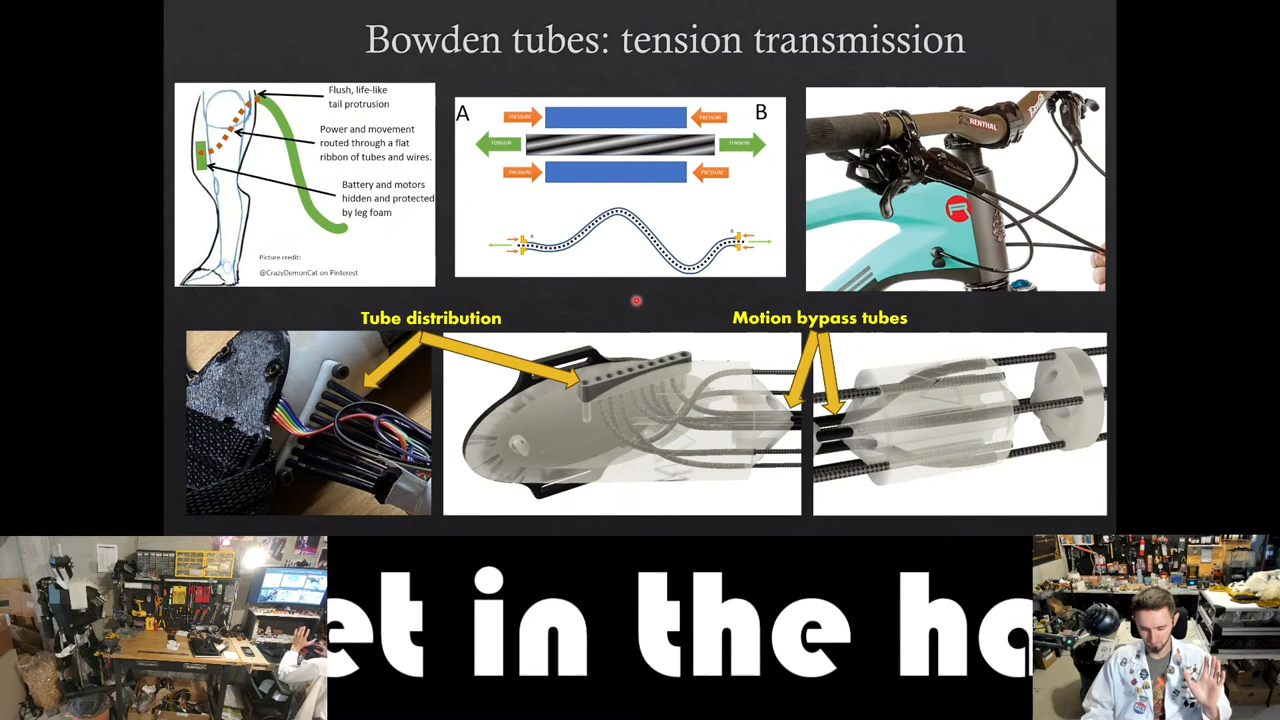 Bowden tubes: tension transmission
Flush, life-like
tail protrusion
Power and movement
routed through a flat
ribbon of tubes and wires.
Battery and motors
hidden and protected
by leg foam
Picture credit:
@CrazyDemonCat on Pinterest
A
B
PRESSURE
PRESSURE
TENSION
TENSION
PRESSURE
PRESSURE
A
B
RENTHAL
Tube distribution
Motion bypass tubes
et in the ha